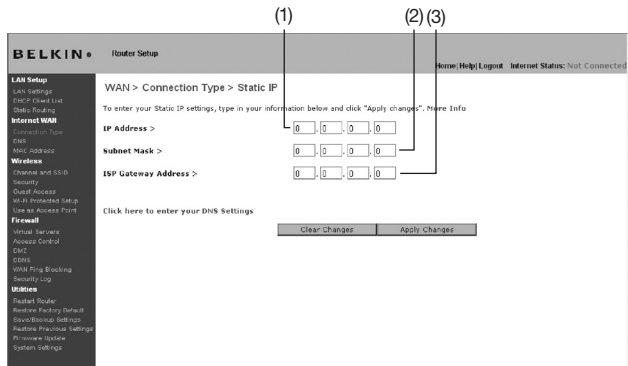 (1) (2) (3)
BELKIN
Router Setup
Home|Help|Logout Internet Status: Not Connected
LAN Setup
LAN Settings
DHCP Client List
Static Routing
Internet WAN
Connection Type
DNS
MAC Address
Wireless
Channel and SSID
Security
Guest Access
Wi-Fi Protected Setup
Use as Access Point
Firewall
Virtual Servers
Access Control
DMZ
DDNS
WAN Ping Blocking
Security Log
Utilities
Restart Router
Restore Factory Default
Save/Backup Settings
Restore Previous Settings
Firmware Update
System Settings
WAN > Connection Type > Static IP
To enter your Static IP settings, type in your information below and click "Apply changes". More Info
IP Address > 0 . 0 . 0 . 0
Subnet Mask > 0 . 0 . 0 . 0
ISP Gateway Address > 0 . 0 . 0 . 0
Click here to enter your DNS Settings
Clear Changes Apply Changes